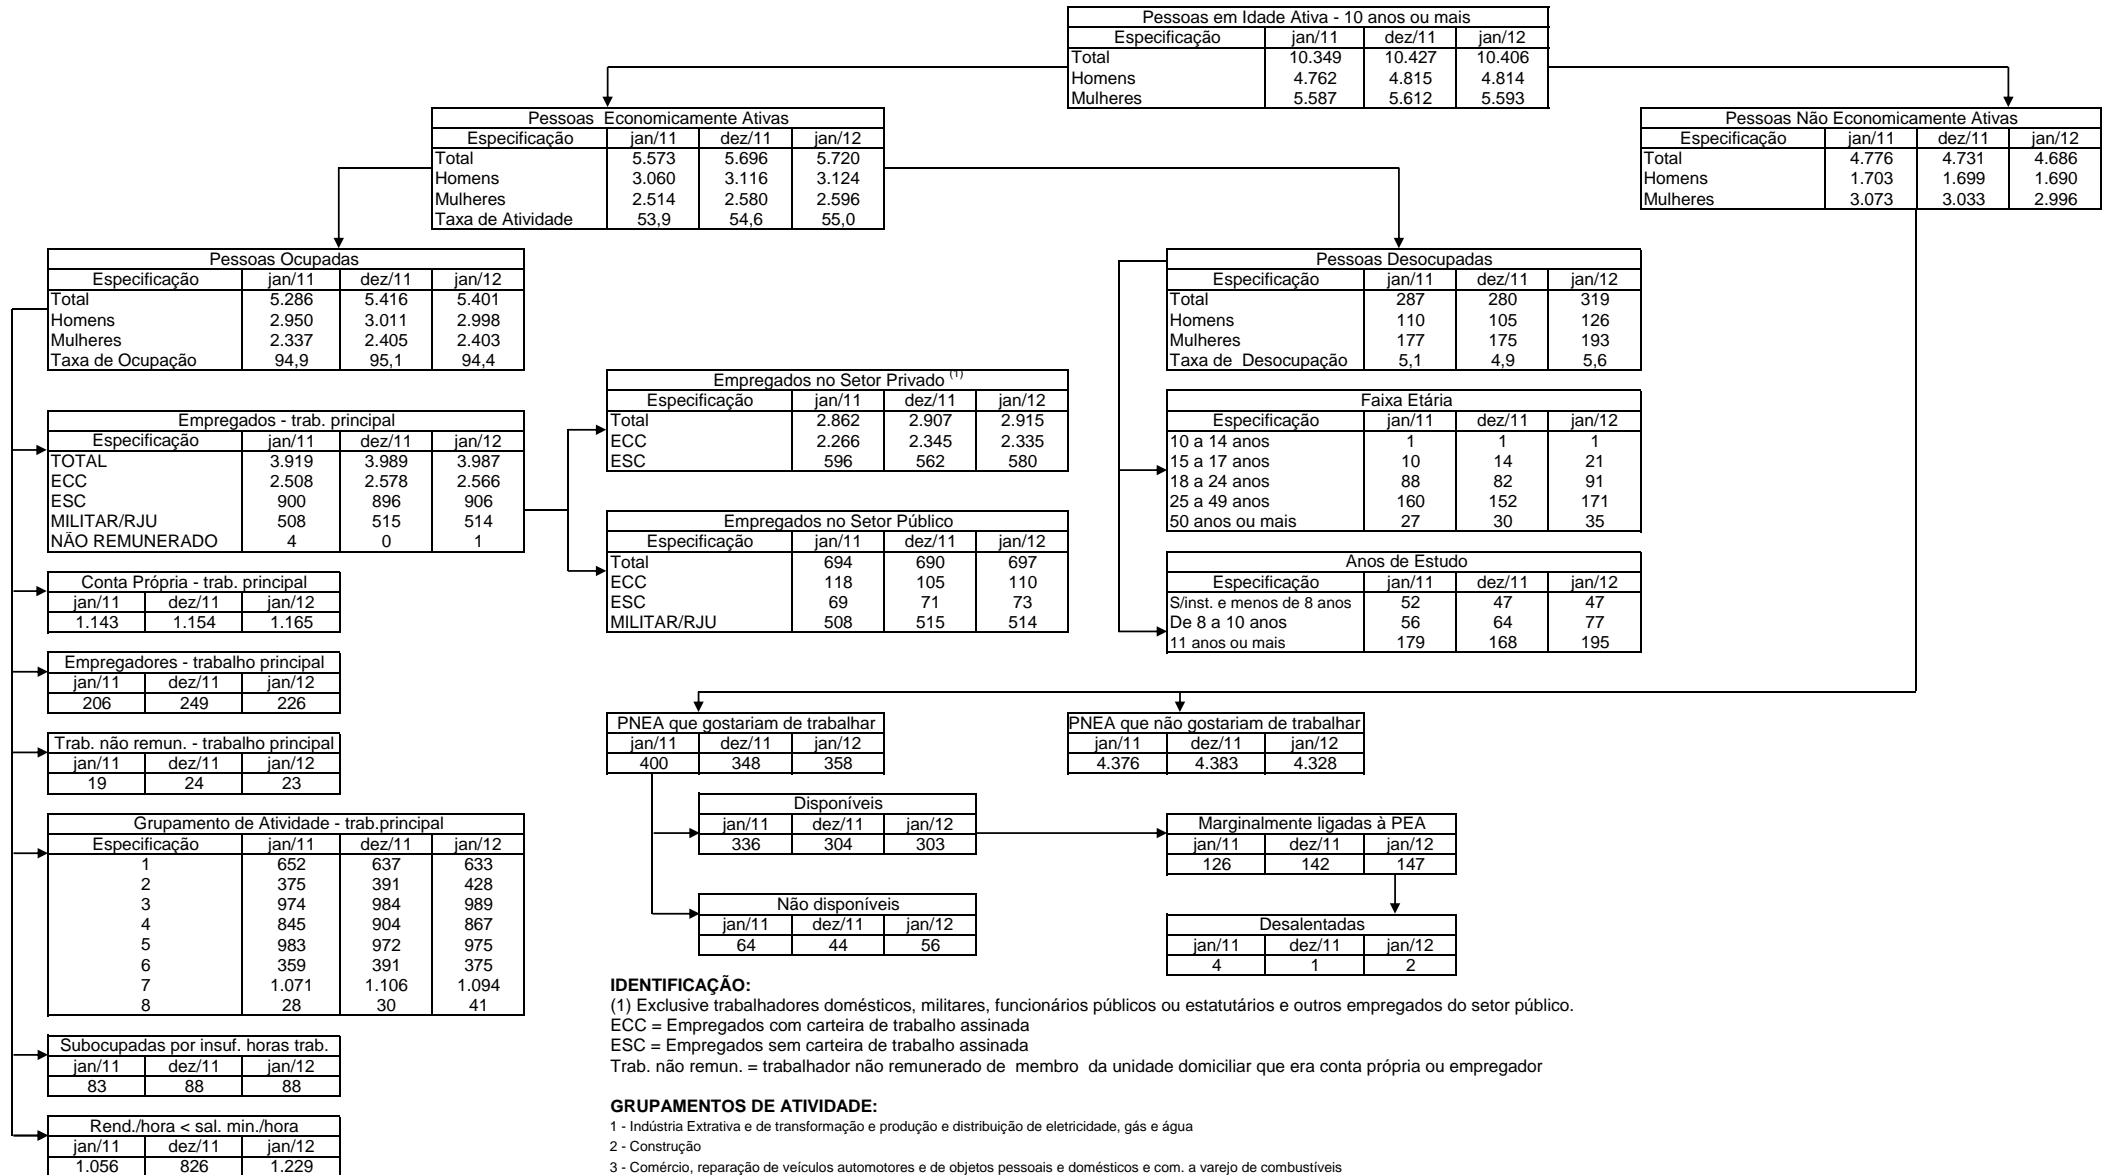 Pessoas em Idade Ativa - 10 anos ou mais
Especificação jan/11 dez/11 jan/12
Total 10.349 10.427 10.406
Homens 4.762 4.815 4.814
Mulheres 5.587 5.612 5.593
Pessoas Economicamente Ativas
Especificação jan/11 dez/11 jan/12
Total 5.573 5.696 5.720
Homens 3.060 3.116 3.124
Mulheres 2.514 2.580 2.596
Taxa de Atividade 53,9 54,6 55,0
Pessoas Não Economicamente Ativas
Especificação jan/11 dez/11 jan/12
Total 4.776 4.731 4.686
Homens 1.703 1.699 1.690
Mulheres 3.073 3.033 2.996
Pessoas Ocupadas
Especificação jan/11 dez/11 jan/12
Total 5.286 5.416 5.401
Homens 2.950 3.011 2.998
Mulheres 2.337 2.405 2.403
Taxa de Ocupação 94,9 95,1 94,4
Pessoas Desocupadas
Especificação jan/11 dez/11 jan/12
Total 287 280 319
Homens 110 105 126
Mulheres 177 175 193
Taxa de Desocupação 5,1 4,9 5,6
Empregados no Setor Privado (1)
Especificação jan/11 dez/11 jan/12
Total 2.862 2.907 2.915
ECC 2.266 2.345 2.335
ESC 596 562 580
Faixa Etária
Especificação jan/11 dez/11 jan/12
10 a 14 anos 1 1 1
15 a 17 anos 10 14 21
18 a 24 anos 88 82 91
25 a 49 anos 160 152 171
50 anos ou mais 27 30 35
Empregados - trab. principal
Especificação jan/11 dez/11 jan/12
TOTAL 3.919 3.989 3.987
ECC 2.508 2.578 2.566
ESC 900 896 906
MILITAR/RJU 508 515 514
NÃO REMUNERADO 4 0 1
Empregados no Setor Público
Especificação jan/11 dez/11 jan/12
Total 694 690 697
ECC 118 105 110
ESC 69 71 73
MILITAR/RJU 508 515 514
Anos de Estudo
Especificação jan/11 dez/11 jan/12
S/inst. e menos de 8 anos 52 47 47
De 8 a 10 anos 56 64 77
11 anos ou mais 179 168 195
Conta Própria - trab. principal
jan/11 dez/11 jan/12
1.143 1.154 1.165
Empregadores - trabalho principal
jan/11 dez/11 jan/12
206 249 226
Trab. não remun. - trabalho principal
jan/11 dez/11 jan/12
19 24 23
PNEA que gostariam de trabalhar
jan/11 dez/11 jan/12
400 348 358
PNEA que não gostariam de trabalhar
jan/11 dez/11 jan/12
4.376 4.383 4.328
Disponíveis
jan/11 dez/11 jan/12
336 304 303
Marginalmente ligadas à PEA
jan/11 dez/11 jan/12
126 142 147
Não disponíveis
jan/11 dez/11 jan/12
64 44 56
Desalentadas
jan/11 dez/11 jan/12
4 1 2
Grupamento de Atividade - trab.principal
Especificação jan/11 dez/11 jan/12
1 652 637 633
2 375 391 428
3 974 984 989
4 845 904 867
5 983 972 975
6 359 391 375
7 1.071 1.106 1.094
8 28 30 41
Subocupadas por insuf. horas trab.
jan/11 dez/11 jan/12
83 88 88
Rend./hora < sal. min./hora
jan/11 dez/11 jan/12
1.056 826 1.229
IDENTIFICAÇÃO:
(1) Exclusive trabalhadores domésticos, militares, funcionários públicos ou estatutários e outros empregados do setor público.
ECC = Empregados com carteira de trabalho assinada
ESC = Empregados sem carteira de trabalho assinada
Trab. não remun. = trabalhador não remunerado de membro da unidade domiciliar que era conta própria ou empregador
GRUPAMENTOS DE ATIVIDADE:
1 - Indústria Extrativa e de transformação e produção e distribuição de eletricidade, gás e água
2 - Construção
3 - Comércio, reparação de veículos automotores e de objetos pessoais e domésticos e com. a varejo de combustíveis